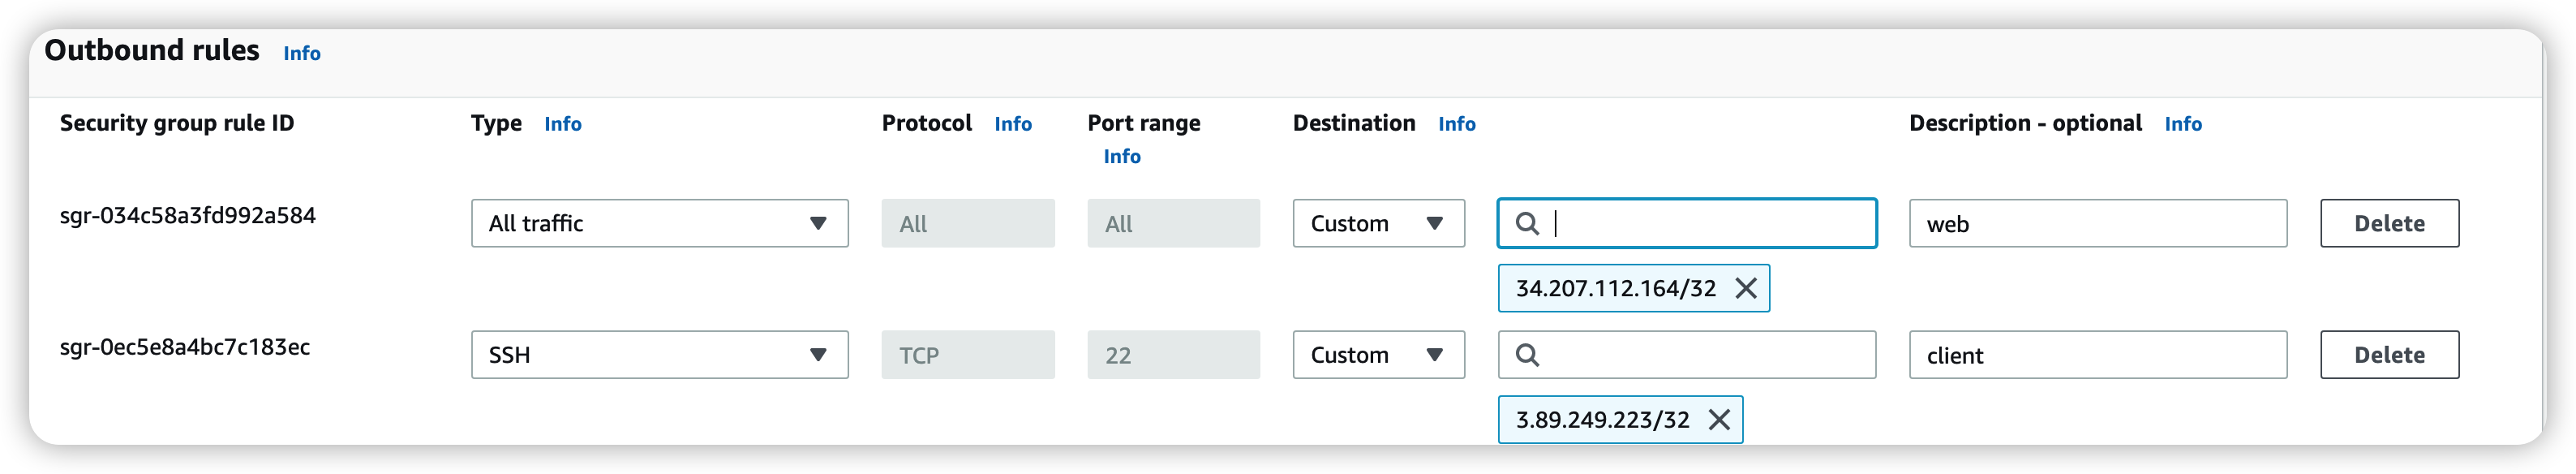 Outbound rules Info
Security group rule ID Type Info Protocol Info Port range Info Destination Info Description - optional Info
sgr-034c58a3fd992a584 All traffic All All Custom web Delete
34.207.112.164/32
sgr-0ec5e8a4bc7c183ec SSH TCP 22 Custom client Delete
3.89.249.223/32